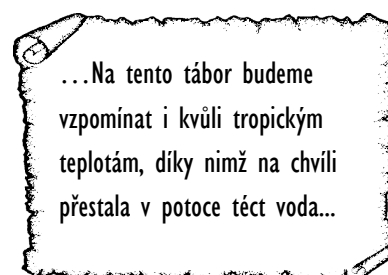 …Na tento tábor budeme
vzpomínat i kvůli tropickým
teplotám, díky nimž na chvíli
přestala v potoce téct voda...